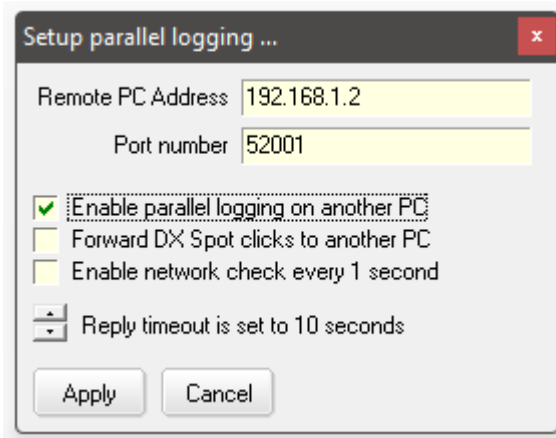 Setup parallel logging ...
x
Remote PC Address 192.168.1.2
Port number 52001
Enable parallel logging on another PC
Forward DX Spot clicks to another PC
Enable network check every 1 second
Reply timeout is set to 10 seconds
Apply Cancel